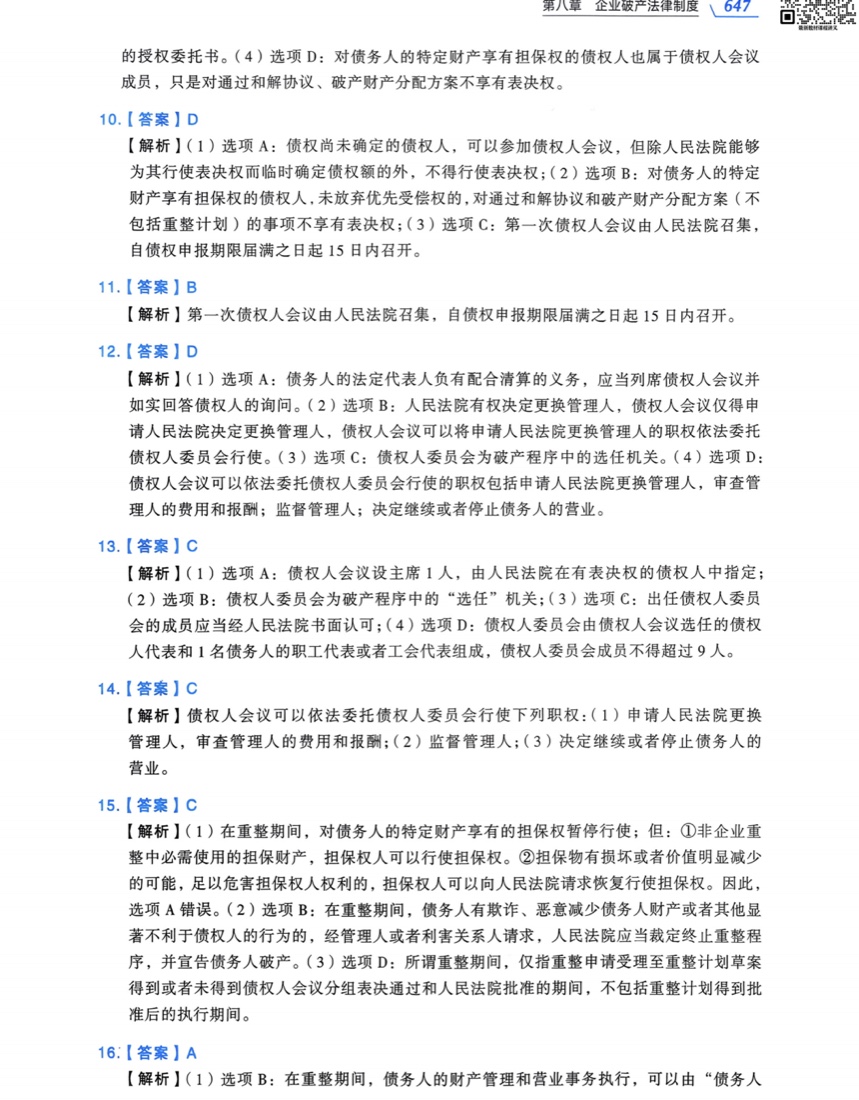 第八章 企业破产法律制度 647
的授权委托书。(4)选项 D：对债务人的特定财产享有担保权的债权人也属于债权人会议
成员，只是对通过和解协议、破产财产分配方案不享有表决权。
10.【答案】D
【解析】(1)选项 A：债权尚未确定的债权人，可以参加债权人会议，但除人民法院能够
为其行使表决权而临时确定债权额的外，不得行使表决权；(2)选项 B：对债务人的特定
财产享有担保权的债权人，未放弃优先受偿权的，对通过和解协议和破产财产分配方案(不
包括重整计划)的事项不享有表决权；(3)选项 C：第一次债权人会议由人民法院召集，
自债权申报期限届满之日起 15 日内召开。
11.【答案】B
【解析】第一次债权人会议由人民法院召集，自债权申报期限届满之日起 15 日内召开。
12.【答案】D
【解析】(1)选项 A：债务人的法定代表人负有配合清算的义务，应当列席债权人会议并
如实回答债权人的询问。(2)选项 B：人民法院有权决定更换管理人，债权人会议仅得申
请人民法院决定更换管理人，债权人会议可以将申请人民法院更换管理人的职权依法委托
债权人委员会行使。(3)选项 C：债权人委员会为破产程序中的选任机关。(4)选项 D：
债权人会议可以依法委托债权人委员会行使的职权包括申请人民法院更换管理人，审查管
理人的费用和报酬；监督管理人；决定继续或者停止债务人的营业。
13.【答案】C
【解析】(1)选项 A：债权人会议设主席 1 人，由人民法院在有表决权的债权人中指定；
(2)选项 B：债权人委员会为破产程序中的“选任”机关；(3)选项 C：出任债权人委员
会的成员应当经人民法院书面认可；(4)选项 D：债权人委员会由债权人会议选任的债权
人代表和 1 名债务人的职工代表或者工会代表组成，债权人委员会成员不得超过 9 人。
14.【答案】C
【解析】债权人会议可以依法委托债权人委员会行使下列职权：(1)申请人民法院更换
管理人，审查管理人的费用和报酬；(2)监督管理人；(3)决定继续或者停止债务人的
营业。
15.【答案】C
【解析】(1)在重整期间，对债务人的特定财产享有的担保权暂停行使；但：①非企业重
整中必需使用的担保财产，担保权人可以行使担保权。②担保物有损坏或者价值明显减少
的可能，足以危害担保权人权利的，担保权人可以向人民法院请求恢复行使担保权。因此，
选项 A 错误。(2)选项 B：在重整期间，债务人有欺诈、恶意减少债务人财产或者其他显
著不利于债权人的行为的，经管理人或者利害关系人请求，人民法院应当裁定终止重整程
序，并宣告债务人破产。(3)选项 D：所谓重整期间，仅指重整申请受理至重整计划草案
得到或者未得到债权人会议分组表决通过和人民法院批准的期间，不包括重整计划得到批
准后的执行期间。
16.【答案】A
【解析】(1)选项 B：在重整期间，债务人的财产管理和营业事务执行，可以由“债务人